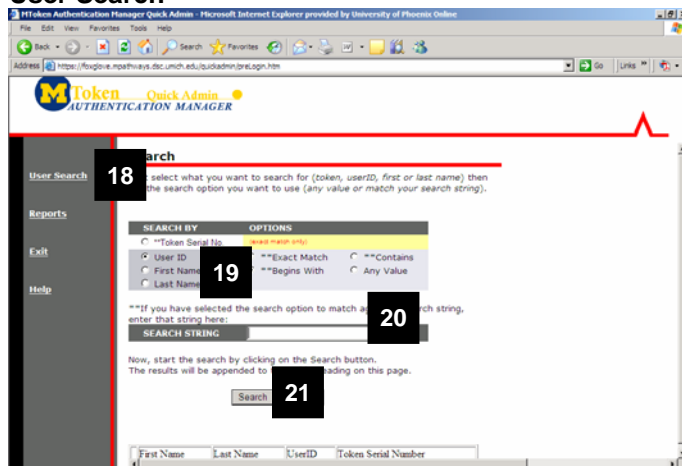 User Search
MToken Authentication Manager Quick Admin - Microsoft Internet Explorer provided by University of Phoenix Online
File Edit View Favorites Tools Help
Back Search Favorites
Address https://foxglove.mpathways.dsc.umich.edu/quickadmin/preLogin.htm Go Links »
M Token Quick Admin
AUTHENTICATION MANAGER
arch
User Search
18
select what you want to search for (token, userID, first or last name) then
the search option you want to use (any value or match your search string).
Reports
SEARCH BY OPTIONS
**Token Serial No. (exact match only)
Exit
User ID **Exact Match **Contains
First Name **Begins With Any Value
19
Last Name
Help
**If you have selected the search option to match a rch string,
enter that string here:
20
SEARCH STRING
Now, start the search by clicking on the Search button.
The results will be appended to eading on this page.
Search
21
First Name Last Name UserID Token Serial Number